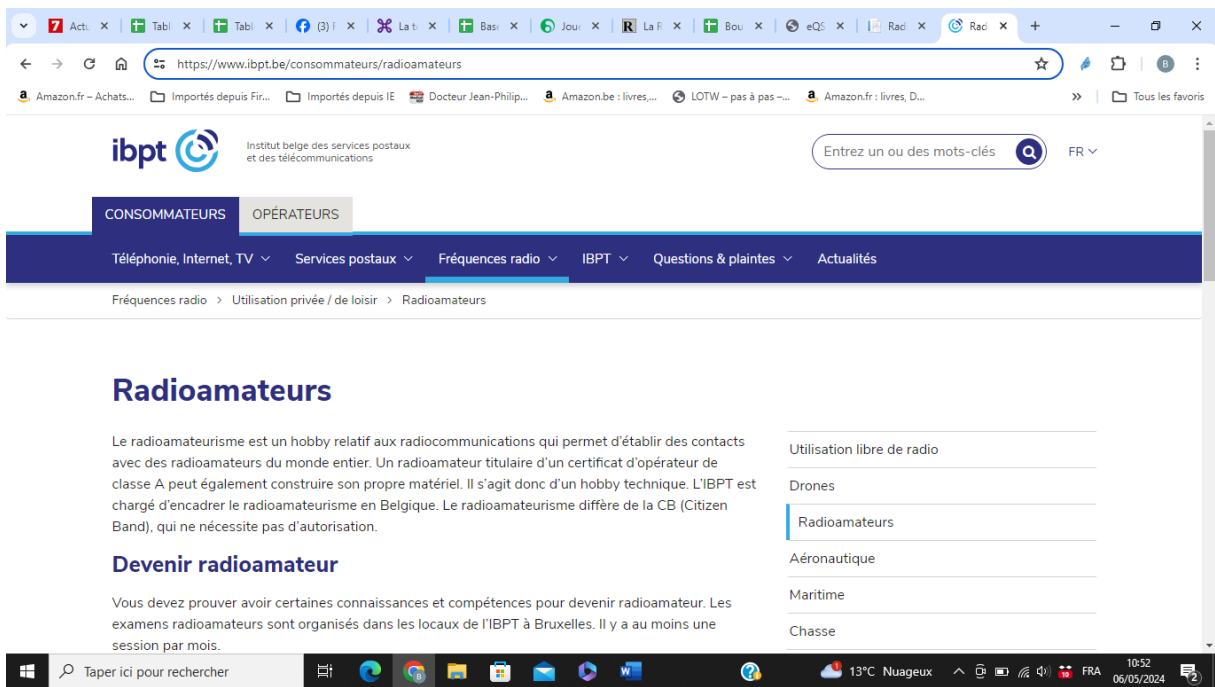 Actu
Tabl
Tabl
(3) F
La t
Base
Joue
La R
Bou
eQS
Rad
Rad
https://www.ibpt.be/consommateurs/radioamateurs
B
Amazon.fr – Achats...
Importés depuis Fir...
Importés depuis IE
Docteur Jean-Philip...
Amazon.be : livres,...
LOTW – pas à pas –...
Amazon.fr : livres, D...
Tous les favoris
ibpt
Institut belge des services postaux
et des télécommunications
Entrez un ou des mots-clés
FR
CONSOMMATEURS
OPÉRATEURS
Téléphonie, Internet, TV
Services postaux
Fréquences radio
IBPT
Questions & plaintes
Actualités
Fréquences radio > Utilisation privée / de loisir > Radioamateurs
Radioamateurs
Le radioamateurisme est un hobby relatif aux radiocommunications qui permet d’établir des contacts
avec des radioamateurs du monde entier. Un radioamateur titulaire d’un certificat d’opérateur de
classe A peut également construire son propre matériel. Il s’agit donc d’un hobby technique. L’IBPT est
chargé d’encadrer le radioamateurisme en Belgique. Le radioamateurisme diffère de la CB (Citizen
Band), qui ne nécessite pas d’autorisation.
Devenir radioamateur
Vous devez prouver avoir certaines connaissances et compétences pour devenir radioamateur. Les
examens radioamateurs sont organisés dans les locaux de l’IBPT à Bruxelles. Il y a au moins une
session par mois.
Utilisation libre de radio
Drones
Radioamateurs
Aéronautique
Maritime
Chasse
Taper ici pour rechercher
13°C Nuageux
FRA
10:52
06/05/2024